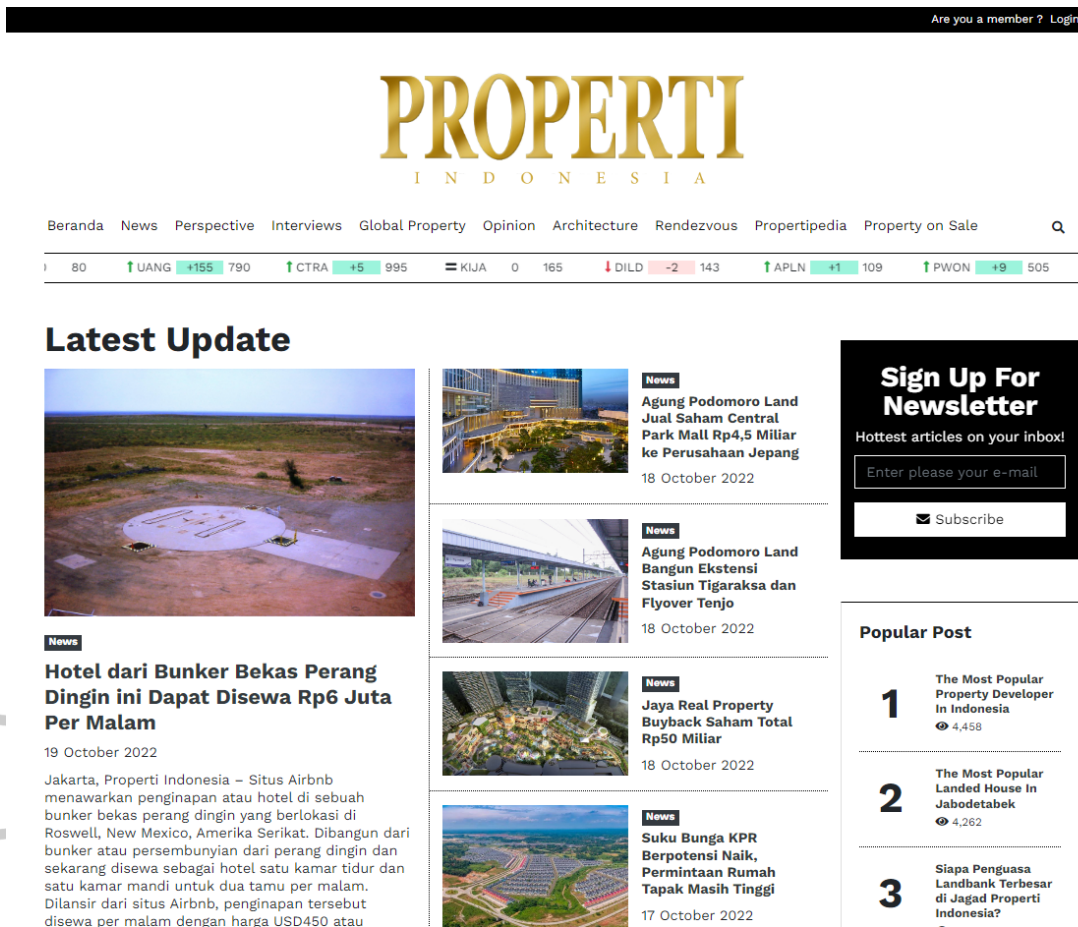 Are you a member ? Login
PROPERTI
INDONESIA
Beranda News Perspective Interviews Global Property Opinion Architecture Rendezvous Propertipedia Property on Sale
80 UANG +155 790 CTRA +5 995 KIJA 0 165 DILD -2 143 APLN +1 109 PWON +9 505
Latest Update
News
Hotel dari Bunker Bekas Perang
Dingin ini Dapat Disewa Rp6 Juta
Per Malam
19 October 2022
Jakarta, Properti Indonesia – Situs Airbnb
menawarkan penginapan atau hotel di sebuah
bunker bekas perang dingin yang berlokasi di
Roswell, New Mexico, Amerika Serikat. Dibangun dari
bunker atau persembunyian dari perang dingin dan
sekarang disewa sebagai hotel satu kamar tidur dan
satu kamar mandi untuk dua tamu per malam.
Dilansir dari situs Airbnb, penginapan tersebut
disewa per malam dengan harga USD450 atau
News
Agung Podomoro Land
Jual Saham Central
Park Mall Rp4,5 Miliar
ke Perusahaan Jepang
18 October 2022
News
Agung Podomoro Land
Bangun Ekstensi
Stasiun Tigaraksa dan
Flyover Tenjo
18 October 2022
News
Jaya Real Property
Buyback Saham Total
Rp50 Miliar
18 October 2022
News
Suku Bunga KPR
Berpotensi Naik,
Permintaan Rumah
Tapak Masih Tinggi
17 October 2022
Sign Up For
Newsletter
Hottest articles on your inbox!
Enter please your e-mail
Subscribe
Popular Post
1
The Most Popular
Property Developer
In Indonesia
4,458
2
The Most Popular
Landed House In
Jabodetabek
4,262
3
Siapa Penguasa
Landbank Terbesar
di Jagad Properti
Indonesia?